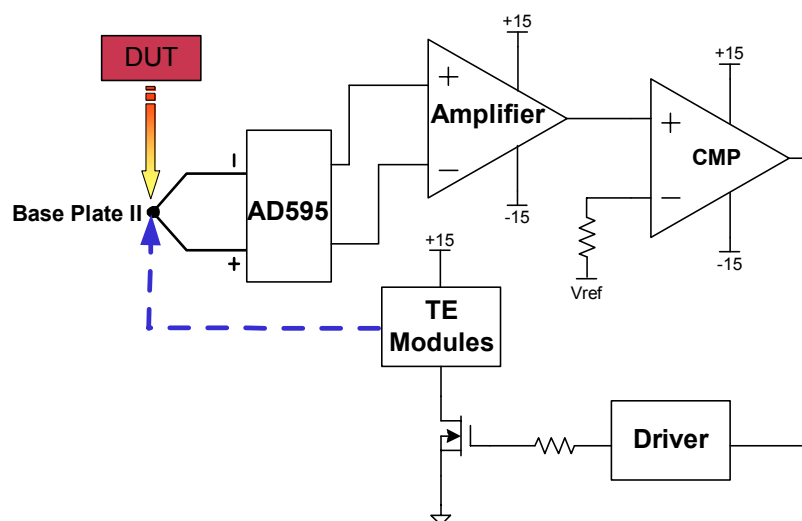 DUT
+15
+15
+
Amplifier
−
-15
+
CMP
−
-15
Vref
Base Plate II
-
AD595
+
+15
TE
Modules
Driver